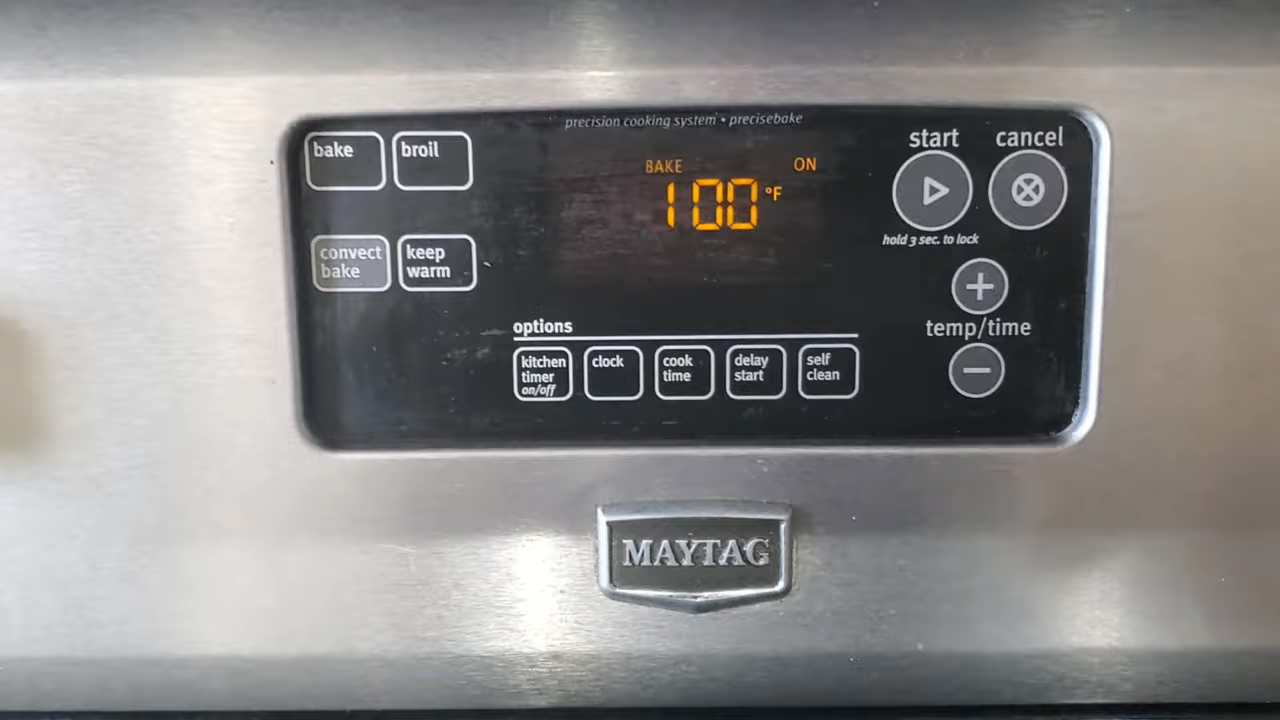 precision cooking system • precisebake
bake
broil
BAKE
ON
100 °F
start
cancel
hold 3 sec. to lock
convect
bake
keep
warm
temp/time
options
kitchen
timer
on/off
clock
cook
time
delay
start
self
clean
MAYTAG